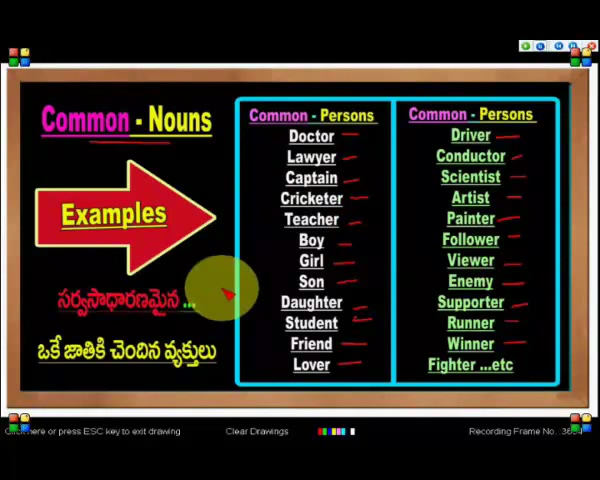 Common - Nouns
Examples
సర్వసాధారణమైన ...
ఒకే జాతికి చెందిన వ్యక్తులు
Common - Persons
Doctor
Lawyer
Captain
Cricketer
Teacher
Boy
Girl
Son
Daughter
Student
Friend
Lover
Common - Persons
Driver
Conductor
Scientist
Artist
Painter
Follower
Viewer
Enemy
Supporter
Runner
Winner
Fighter ...etc
here or press ESC key to exit drawing
Clear Drawings
Recording Frame No.